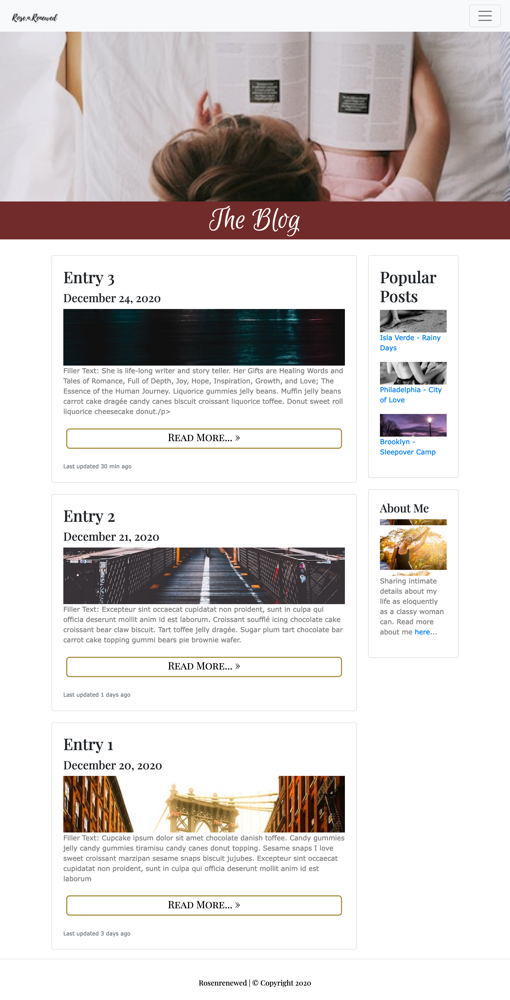 Rose.n.Renewed
The Blog
Entry 3
December 24, 2020
Filler Text: She is life-long writer and story teller. Her Gifts are Healing Words and
Tales of Romance, Full of Depth, Joy, Hope, Inspiration, Growth, and Love; The
Essence of the Human Journey. Liquorice gummies jelly beans. Muffin jelly beans
carrot cake dragée candy canes biscuit croissant liquorice toffee. Donut sweet roll
liquorice cheesecake donut./p>
Read More... »
Last updated 30 min ago
Entry 2
December 21, 2020
WELCOME
Filler Text: Excepteur sint occaecat cupidatat non proident, sunt in culpa qui
officia deserunt mollit anim id est laborum. Croissant soufflé icing chocolate cake
croissant bear claw biscuit. Tart toffee jelly dragée. Sugar plum tart chocolate bar
carrot cake topping gummi bears pie brownie wafer.
Read More... »
Last updated 1 days ago
Entry 1
December 20, 2020
Filler Text: Cupcake ipsum dolor sit amet chocolate danish toffee. Candy gummies
jelly candy gummies tiramisu candy canes donut topping. Sesame snaps I love
sweet croissant marzipan sesame snaps biscuit jujubes. Excepteur sint occaecat
cupidatat non proident, sunt in culpa qui officia deserunt mollit anim id est
laborum
Read More... »
Last updated 3 days ago
Popular
Posts
Isla Verde - Rainy
Days
Philadelphia - City
of Love
Brooklyn -
Sleepover Camp
About Me
Sharing intimate
details about my
life as eloquently
as a classy woman
can. Read more
about me here...
Rosenrenewed | © Copyright 2020